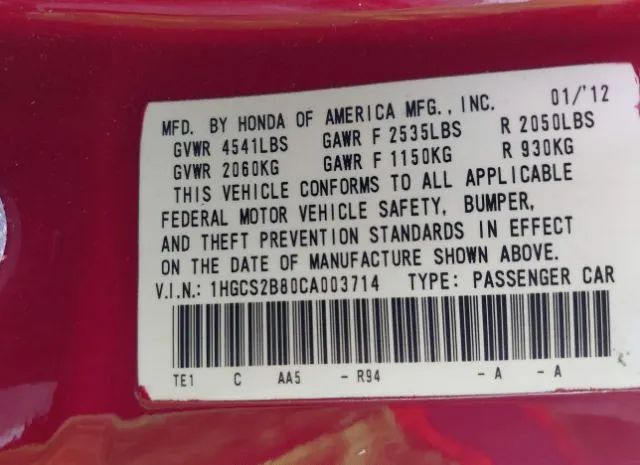 MFD. BY HONDA OF AMERICA MFG., INC. 01/'12
GVWR 4541LBS GAWR F 2535LBS R 2050LBS
GVWR 2060KG GAWR F 1150KG R 930KG
THIS VEHICLE CONFORMS TO ALL APPLICABLE
FEDERAL MOTOR VEHICLE SAFETY, BUMPER,
AND THEFT PREVENTION STANDARDS IN EFFECT
ON THE DATE OF MANUFACTURE SHOWN ABOVE.
V.I.N.: 1HGCS2B80CA003714 TYPE: PASSENGER CAR
TE1 C AA5 - R94 - A - A